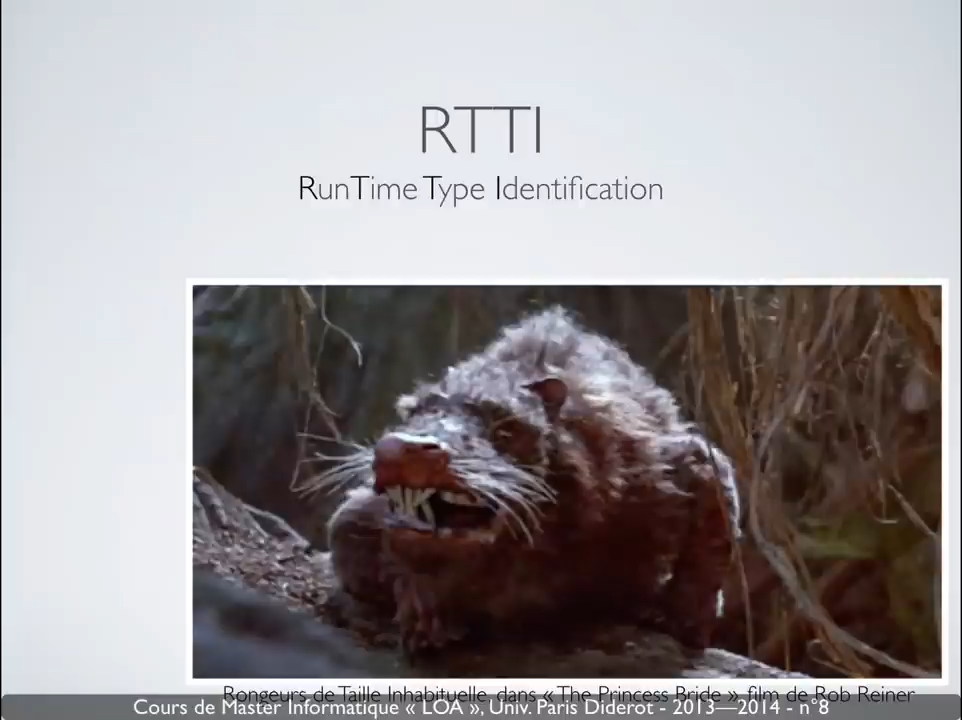 RTTI
RunTime Type Identification
Rongeurs de Taille Inhabituelle, dans « The Princess Bride », film de Rob Reiner
Cours de Master Informatique « LOA », Univ. Paris Diderot - 2013—2014 - n°8